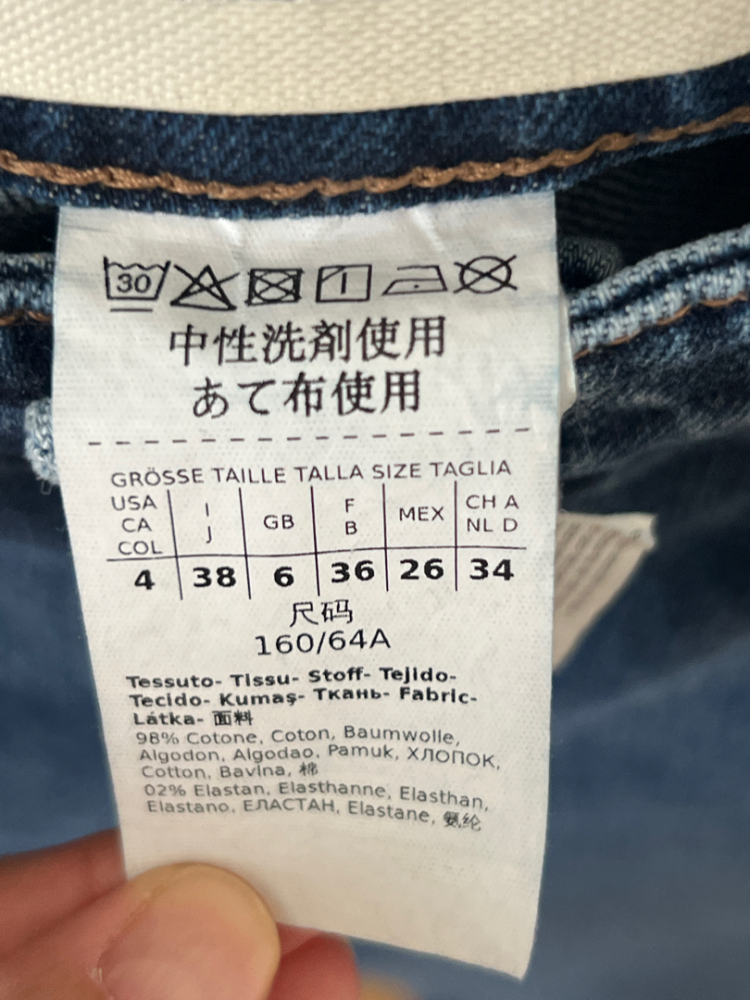 30
中性洗剤使用
あて布使用
GRÖSSE TAILLE TALLA SIZE TAGLIA
USA CA COL I J GB F B MEX CH A NL D
4 38 6 36 26 34
尺码
160/64A
Tessuto- Tissu- Stoff- Tejido-
Tecido- Kumaş- Ткань- Fabric-
Látka- 面料
98% Cotone, Coton, Baumwolle,
Algodon, Algodao, Pamuk, ХЛОПОК,
Cotton, Bavlna, 棉
02% Elastan, Elasthanne, Elasthan,
Elastano, ЕЛАСТАН, Elastane, 氨纶